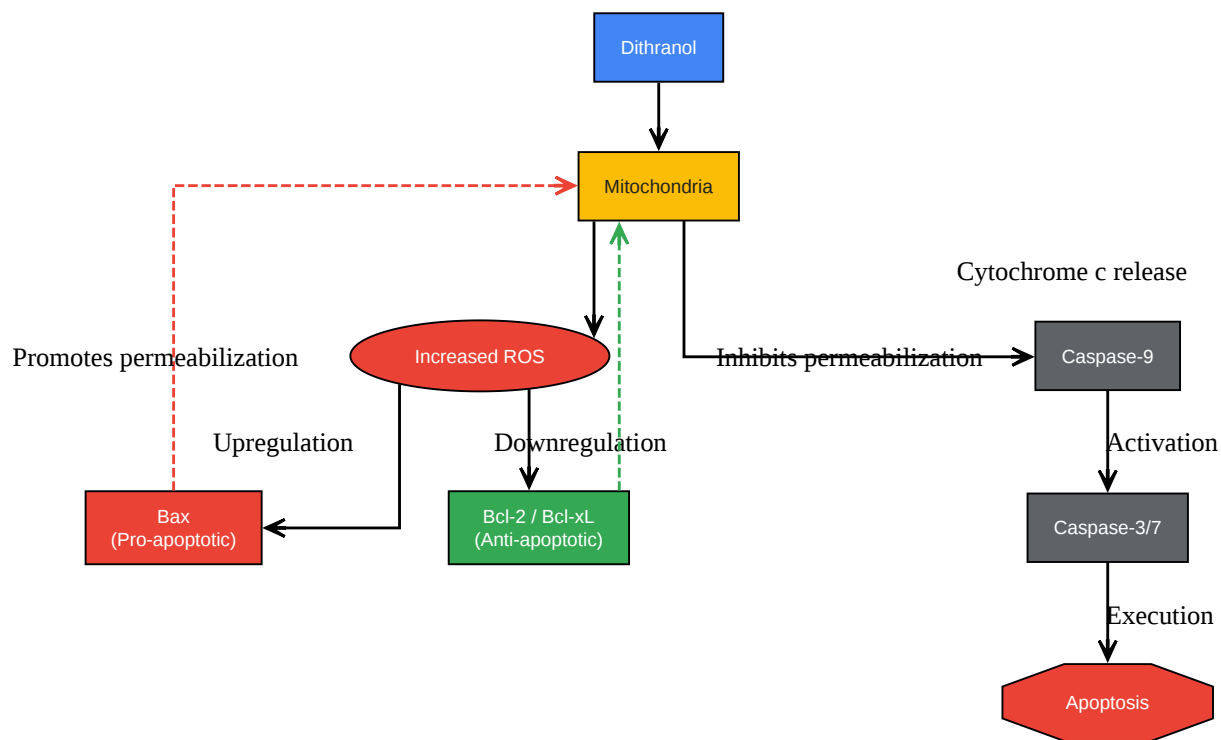 Dithranol
Mitochondria
Cytochrome c release
Promotes permeabilization
Increased ROS
Inhibits permeabilization
Caspase-9
Upregulation
Downregulation
Activation
Bax
(Pro-apoptotic)
Bcl-2 / Bcl-xL
(Anti-apoptotic)
Caspase-3/7
Execution
Apoptosis